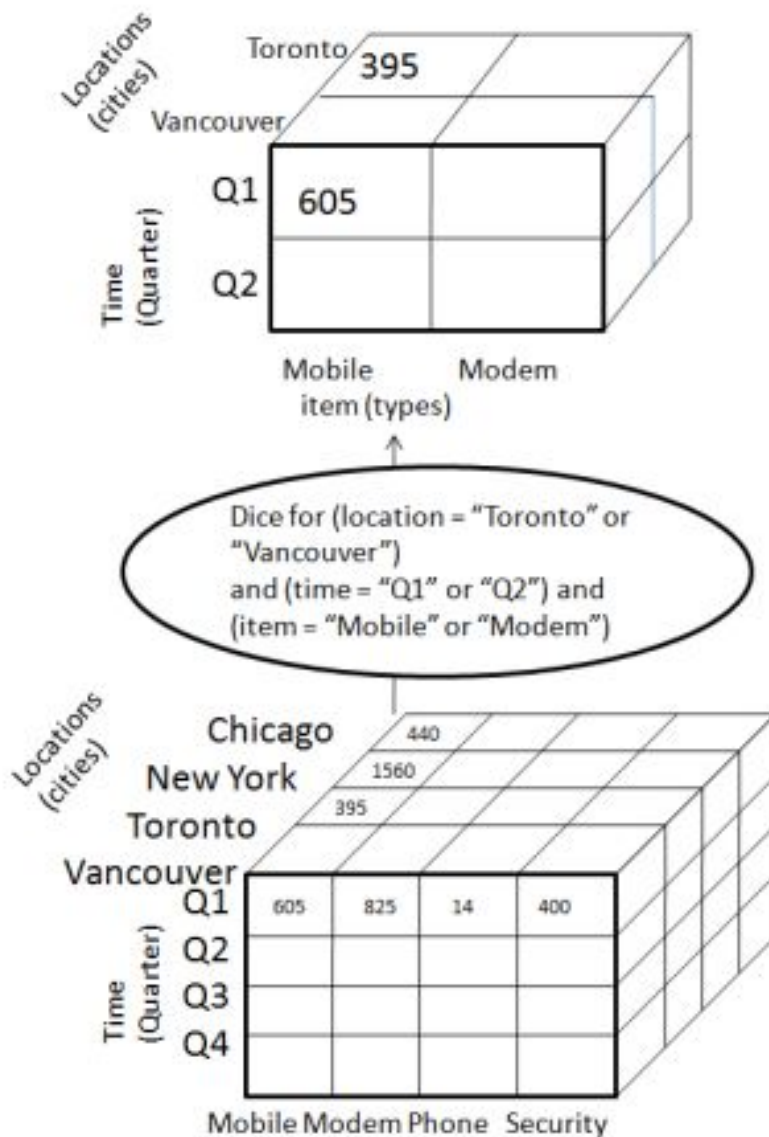 Locations
(cities)
Toronto
395
Vancouver
Time
(Quarter)
Q1
605
Q2
Mobile Modem
item (types)
Dice for (location = “Toronto” or
“Vancouver”)
and (time = “Q1” or “Q2”) and
(item = “Mobile” or “Modem”)
Locations
(cities)
Chicago 440
New York 1560
Toronto 395
Vancouver
Time
(Quarter)
Q1 605 825 14 400
Q2
Q3
Q4
Mobile Modem Phone Security